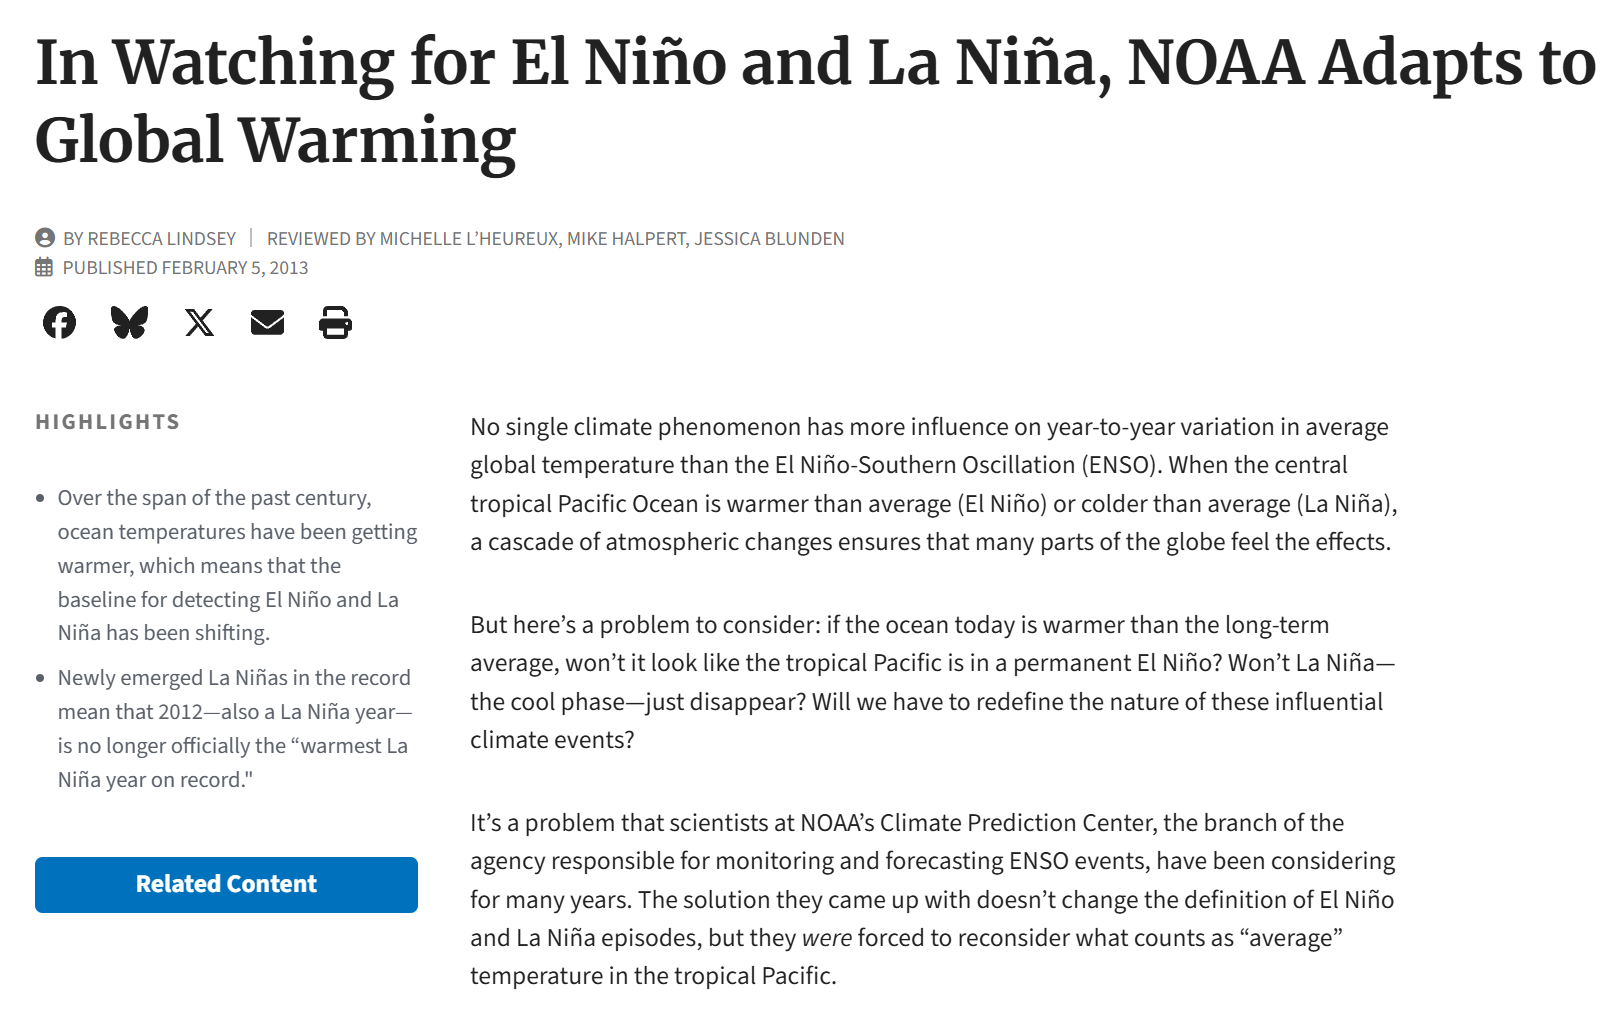 In Watching for El Niño and La Niña, NOAA Adapts to
Global Warming
BY REBECCA LINDSEY | REVIEWED BY MICHELLE L’HEUREUX, MIKE HALPERT, JESSICA BLUNDEN
PUBLISHED FEBRUARY 5, 2013
HIGHLIGHTS
• Over the span of the past century,
ocean temperatures have been getting
warmer, which means that the
baseline for detecting El Niño and La
Niña has been shifting.
• Newly emerged La Niñas in the record
mean that 2012—also a La Niña year—
is no longer officially the “warmest La
Niña year on record."
Related Content
No single climate phenomenon has more influence on year-to-year variation in average
global temperature than the El Niño-Southern Oscillation (ENSO). When the central
tropical Pacific Ocean is warmer than average (El Niño) or colder than average (La Niña),
a cascade of atmospheric changes ensures that many parts of the globe feel the effects.
But here’s a problem to consider: if the ocean today is warmer than the long-term
average, won’t it look like the tropical Pacific is in a permanent El Niño? Won’t La Niña—
the cool phase—just disappear? Will we have to redefine the nature of these influential
climate events?
It’s a problem that scientists at NOAA’s Climate Prediction Center, the branch of the
agency responsible for monitoring and forecasting ENSO events, have been considering
for many years. The solution they came up with doesn’t change the definition of El Niño
and La Niña episodes, but they were forced to reconsider what counts as “average”
temperature in the tropical Pacific.